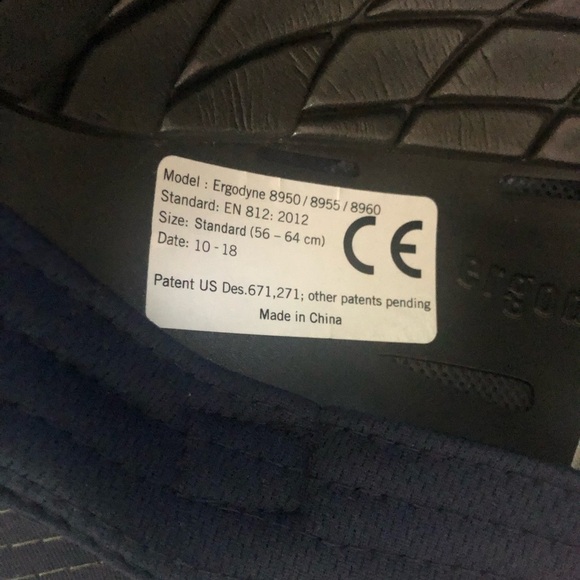 Model : Ergodyne 8950 / 8955 / 8960
Standard: EN 812: 2012
Size: Standard (56 – 64 cm)
Date: 10 - 18
CE
Patent US Des.671,271; other patents pending
Made in China